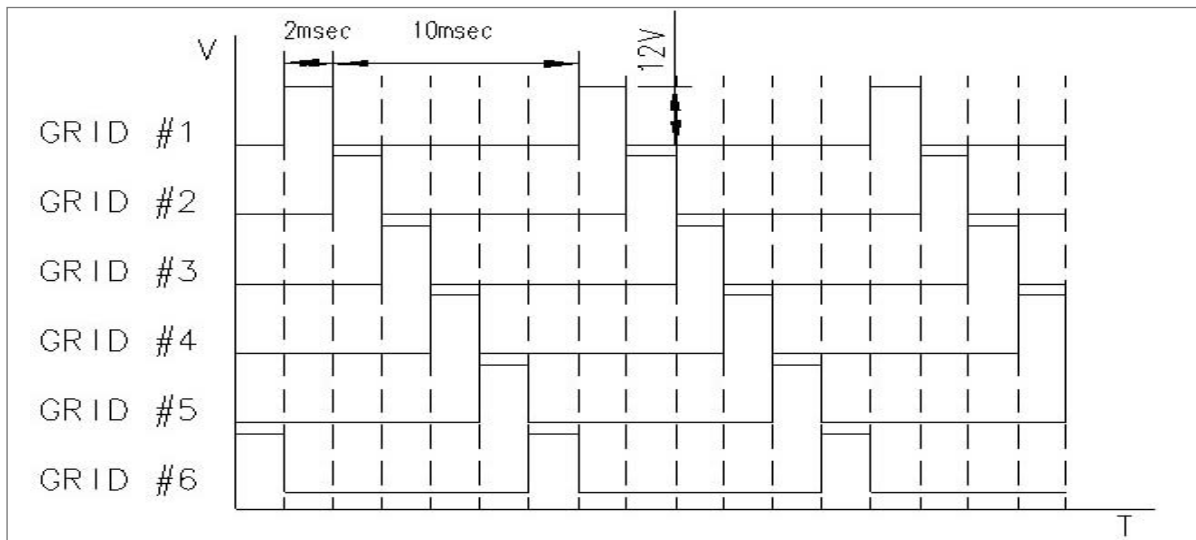 2msec 10msec
V
12V
GRID #1
GRID #2
GRID #3
GRID #4
GRID #5
GRID #6
T